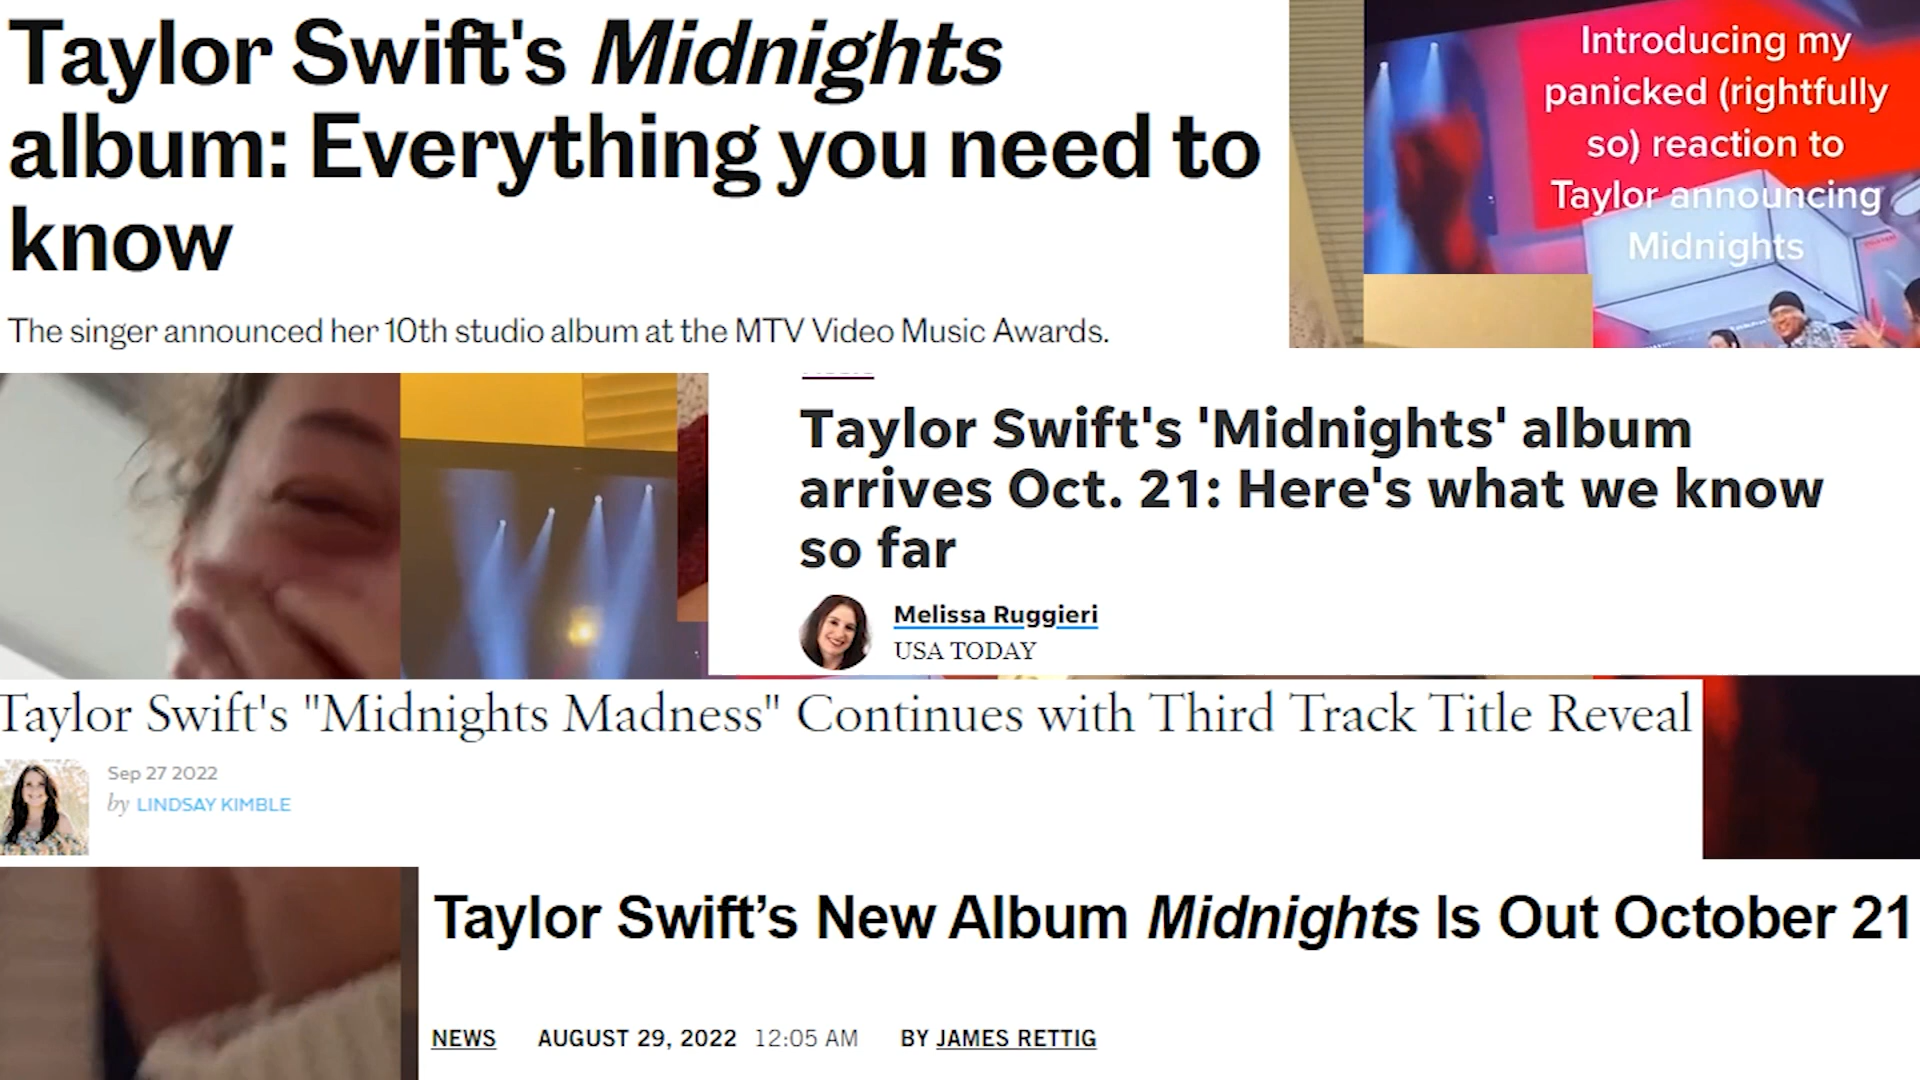 Taylor Swift's Midnights
album: Everything you need to
know
The singer announced her 10th studio album at the MTV Video Music Awards.
Introducing my
panicked (rightfully
so) reaction to
Taylor announcing
Midnights
Taylor Swift's 'Midnights' album
arrives Oct. 21: Here's what we know
so far
Melissa Ruggieri
USA TODAY
Taylor Swift's "Midnights Madness" Continues with Third Track Title Reveal
Sep 27 2022
by LINDSAY KIMBLE
Taylor Swift’s New Album Midnights Is Out October 21
NEWS AUGUST 29, 2022 12:05 AM BY JAMES RETTIG